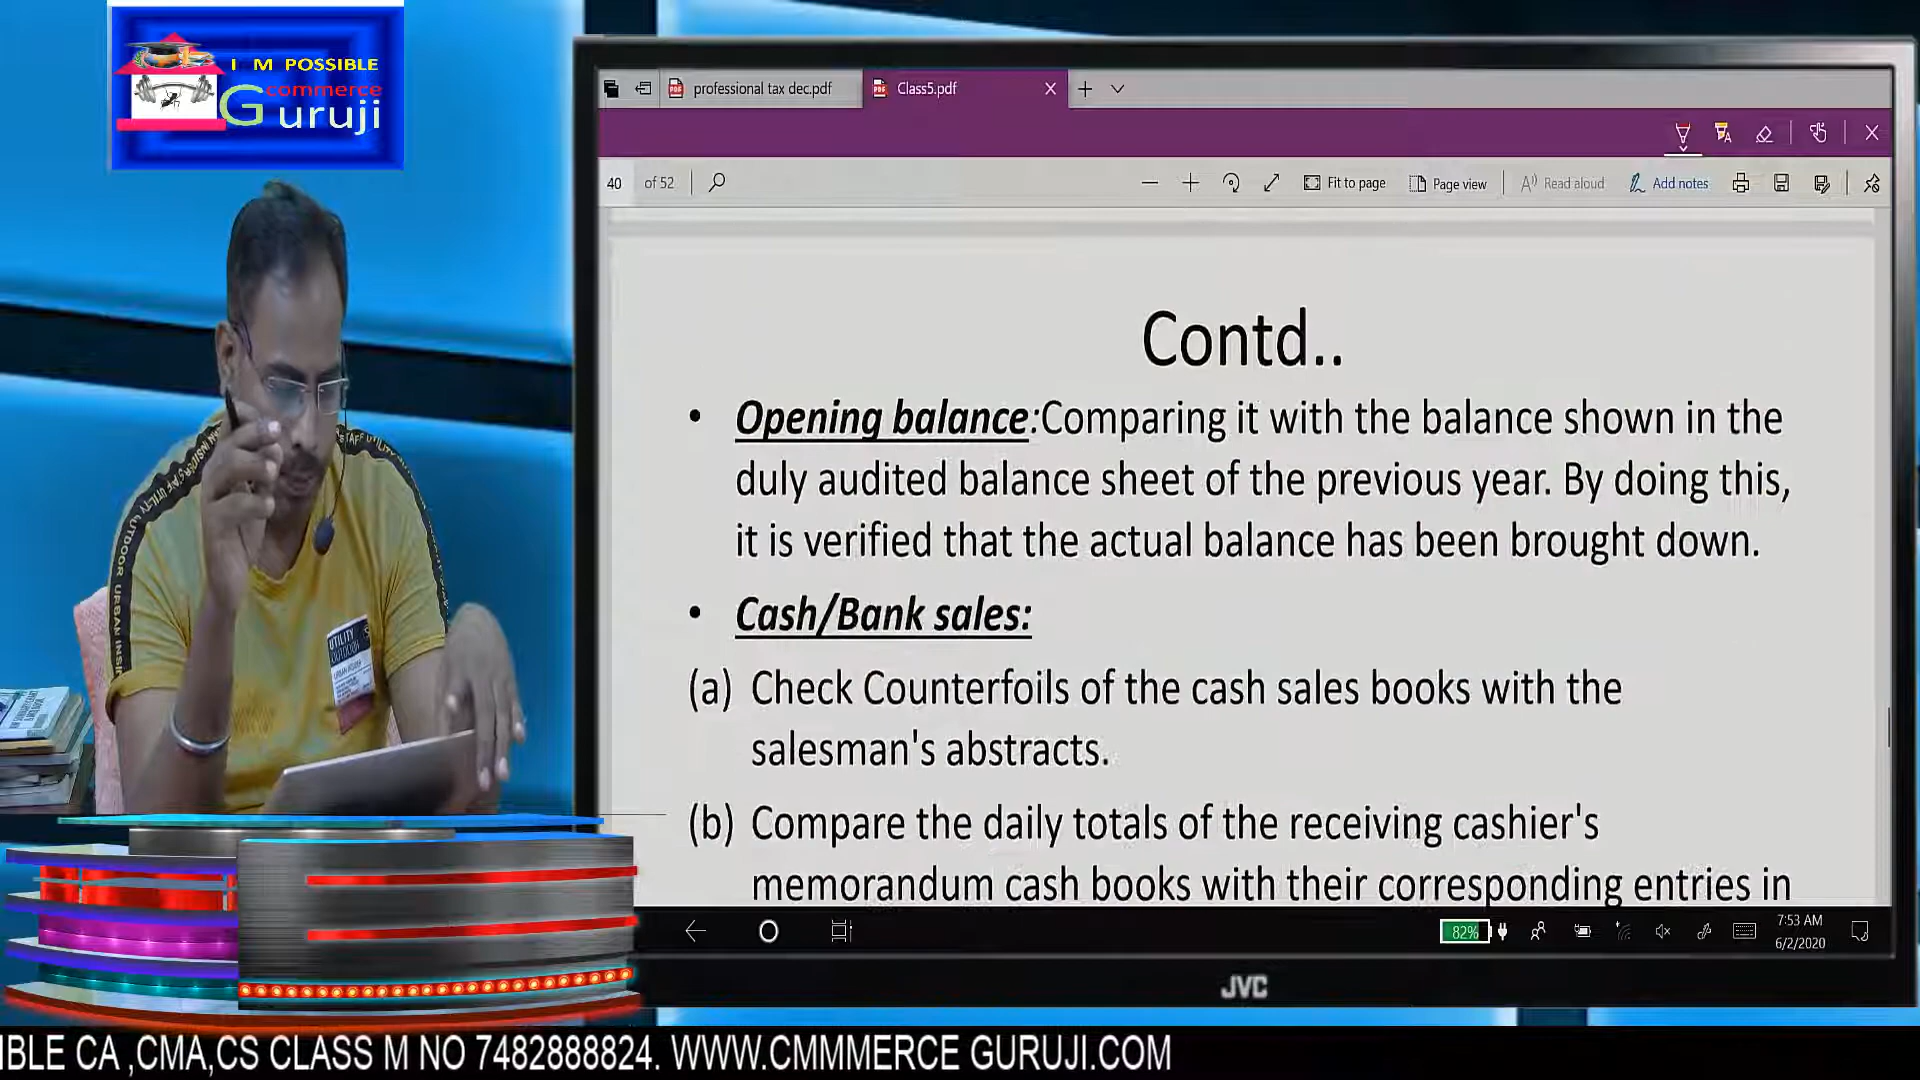 I M POSSIBLE
commerce
Guruji
professional tax dec.pdf
Class5.pdf
40 of 52
Fit to page
Page view
Read aloud
Add notes
Contd..
• Opening balance:Comparing it with the balance shown in the
duly audited balance sheet of the previous year. By doing this,
it is verified that the actual balance has been brought down.
• Cash/Bank sales:
(a) Check Counterfoils of the cash sales books with the
salesman's abstracts.
(b) Compare the daily totals of the receiving cashier's
memorandum cash books with their corresponding entries in
82%
7:53 AM
6/2/2020
JVC
UTILITY
OUTDOOR
IBLE CA ,CMA,CS CLASS M NO 7482888824. WWW.CMMMERCE GURUJI.COM